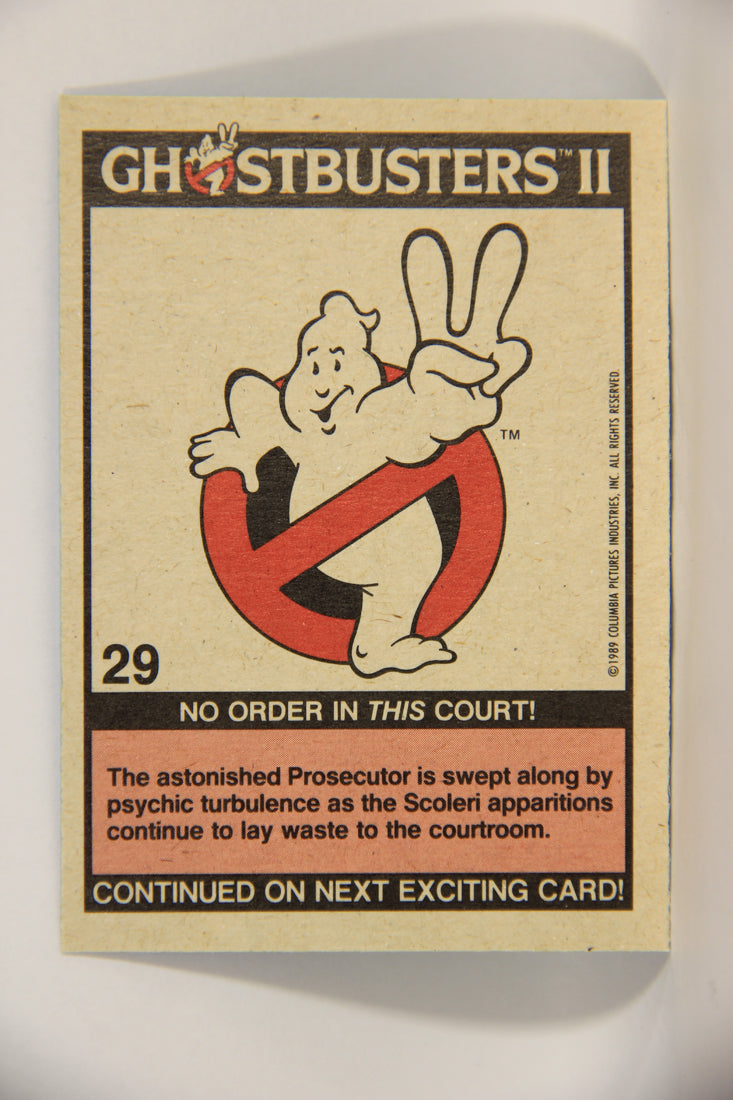 GHOSTBUSTERS™ II
TM
©1989 COLUMBIA PICTURES INDUSTRIES, INC. ALL RIGHTS RESERVED.
29
NO ORDER IN THIS COURT!
The astonished Prosecutor is swept along by
psychic turbulence as the Scoleri apparitions
continue to lay waste to the courtroom.
CONTINUED ON NEXT EXCITING CARD!